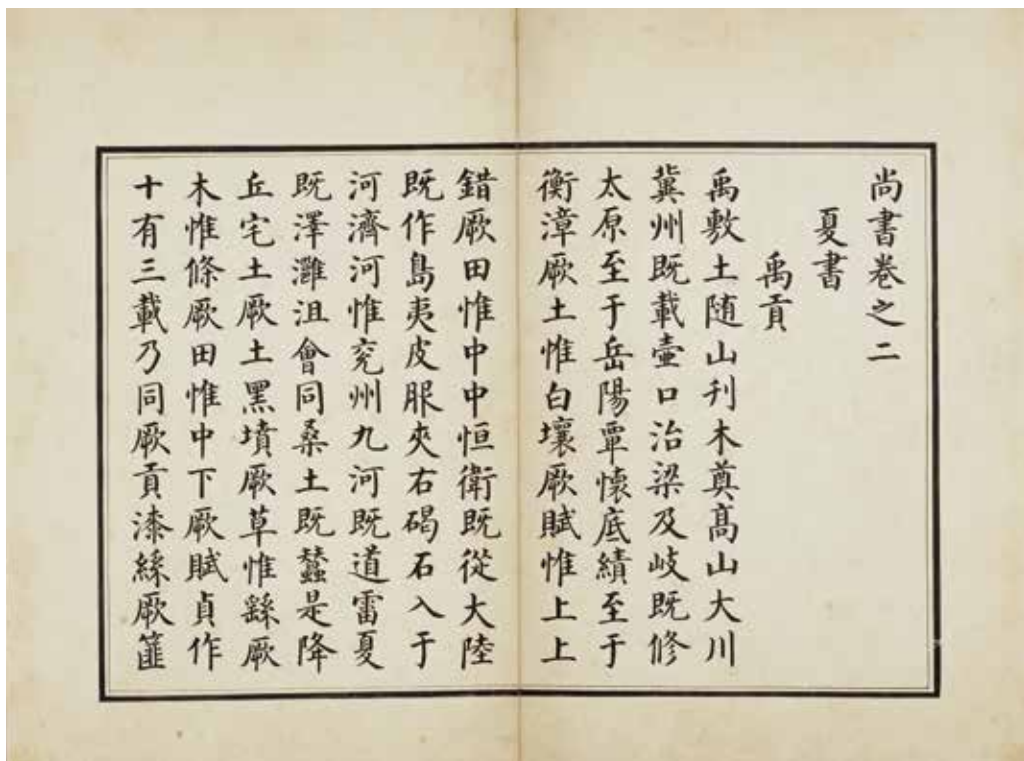 尚書卷之二
夏書
禹貢
禹敷土随山刊木奠高山大川
冀州既載壷口治梁及岐既修
太原至于岳陽覃懷底績至于
衡漳厥土惟白壤厥賦惟上上
錯厥田惟中中恒衛既從大陸
既作島夷皮服夾右碣石入于
河濟河惟兖州九河既道雷夏
既澤灉沮會同桑土既蠶是降
丘宅土厥土黑墳厥草惟繇厥
木惟條厥田惟中下厥賦貞作
十有三載乃同厥貢漆絲厥篚